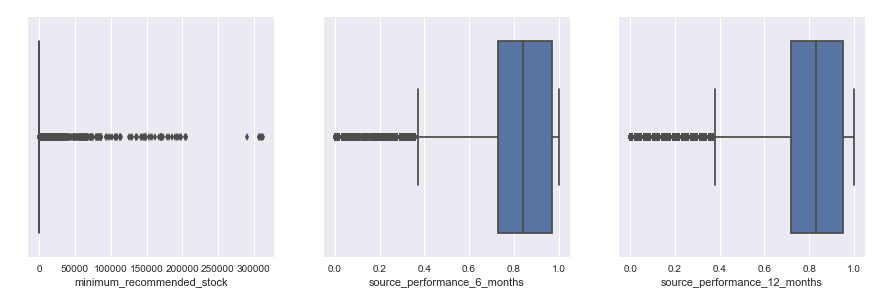 0 50000 100000 150000 200000 250000 300000
minimum_recommended_stock
0.0 0.2 0.4 0.6 0.8 1.0
source_performance_6_months
0.0 0.2 0.4 0.6 0.8 1.0
source_performance_12_months